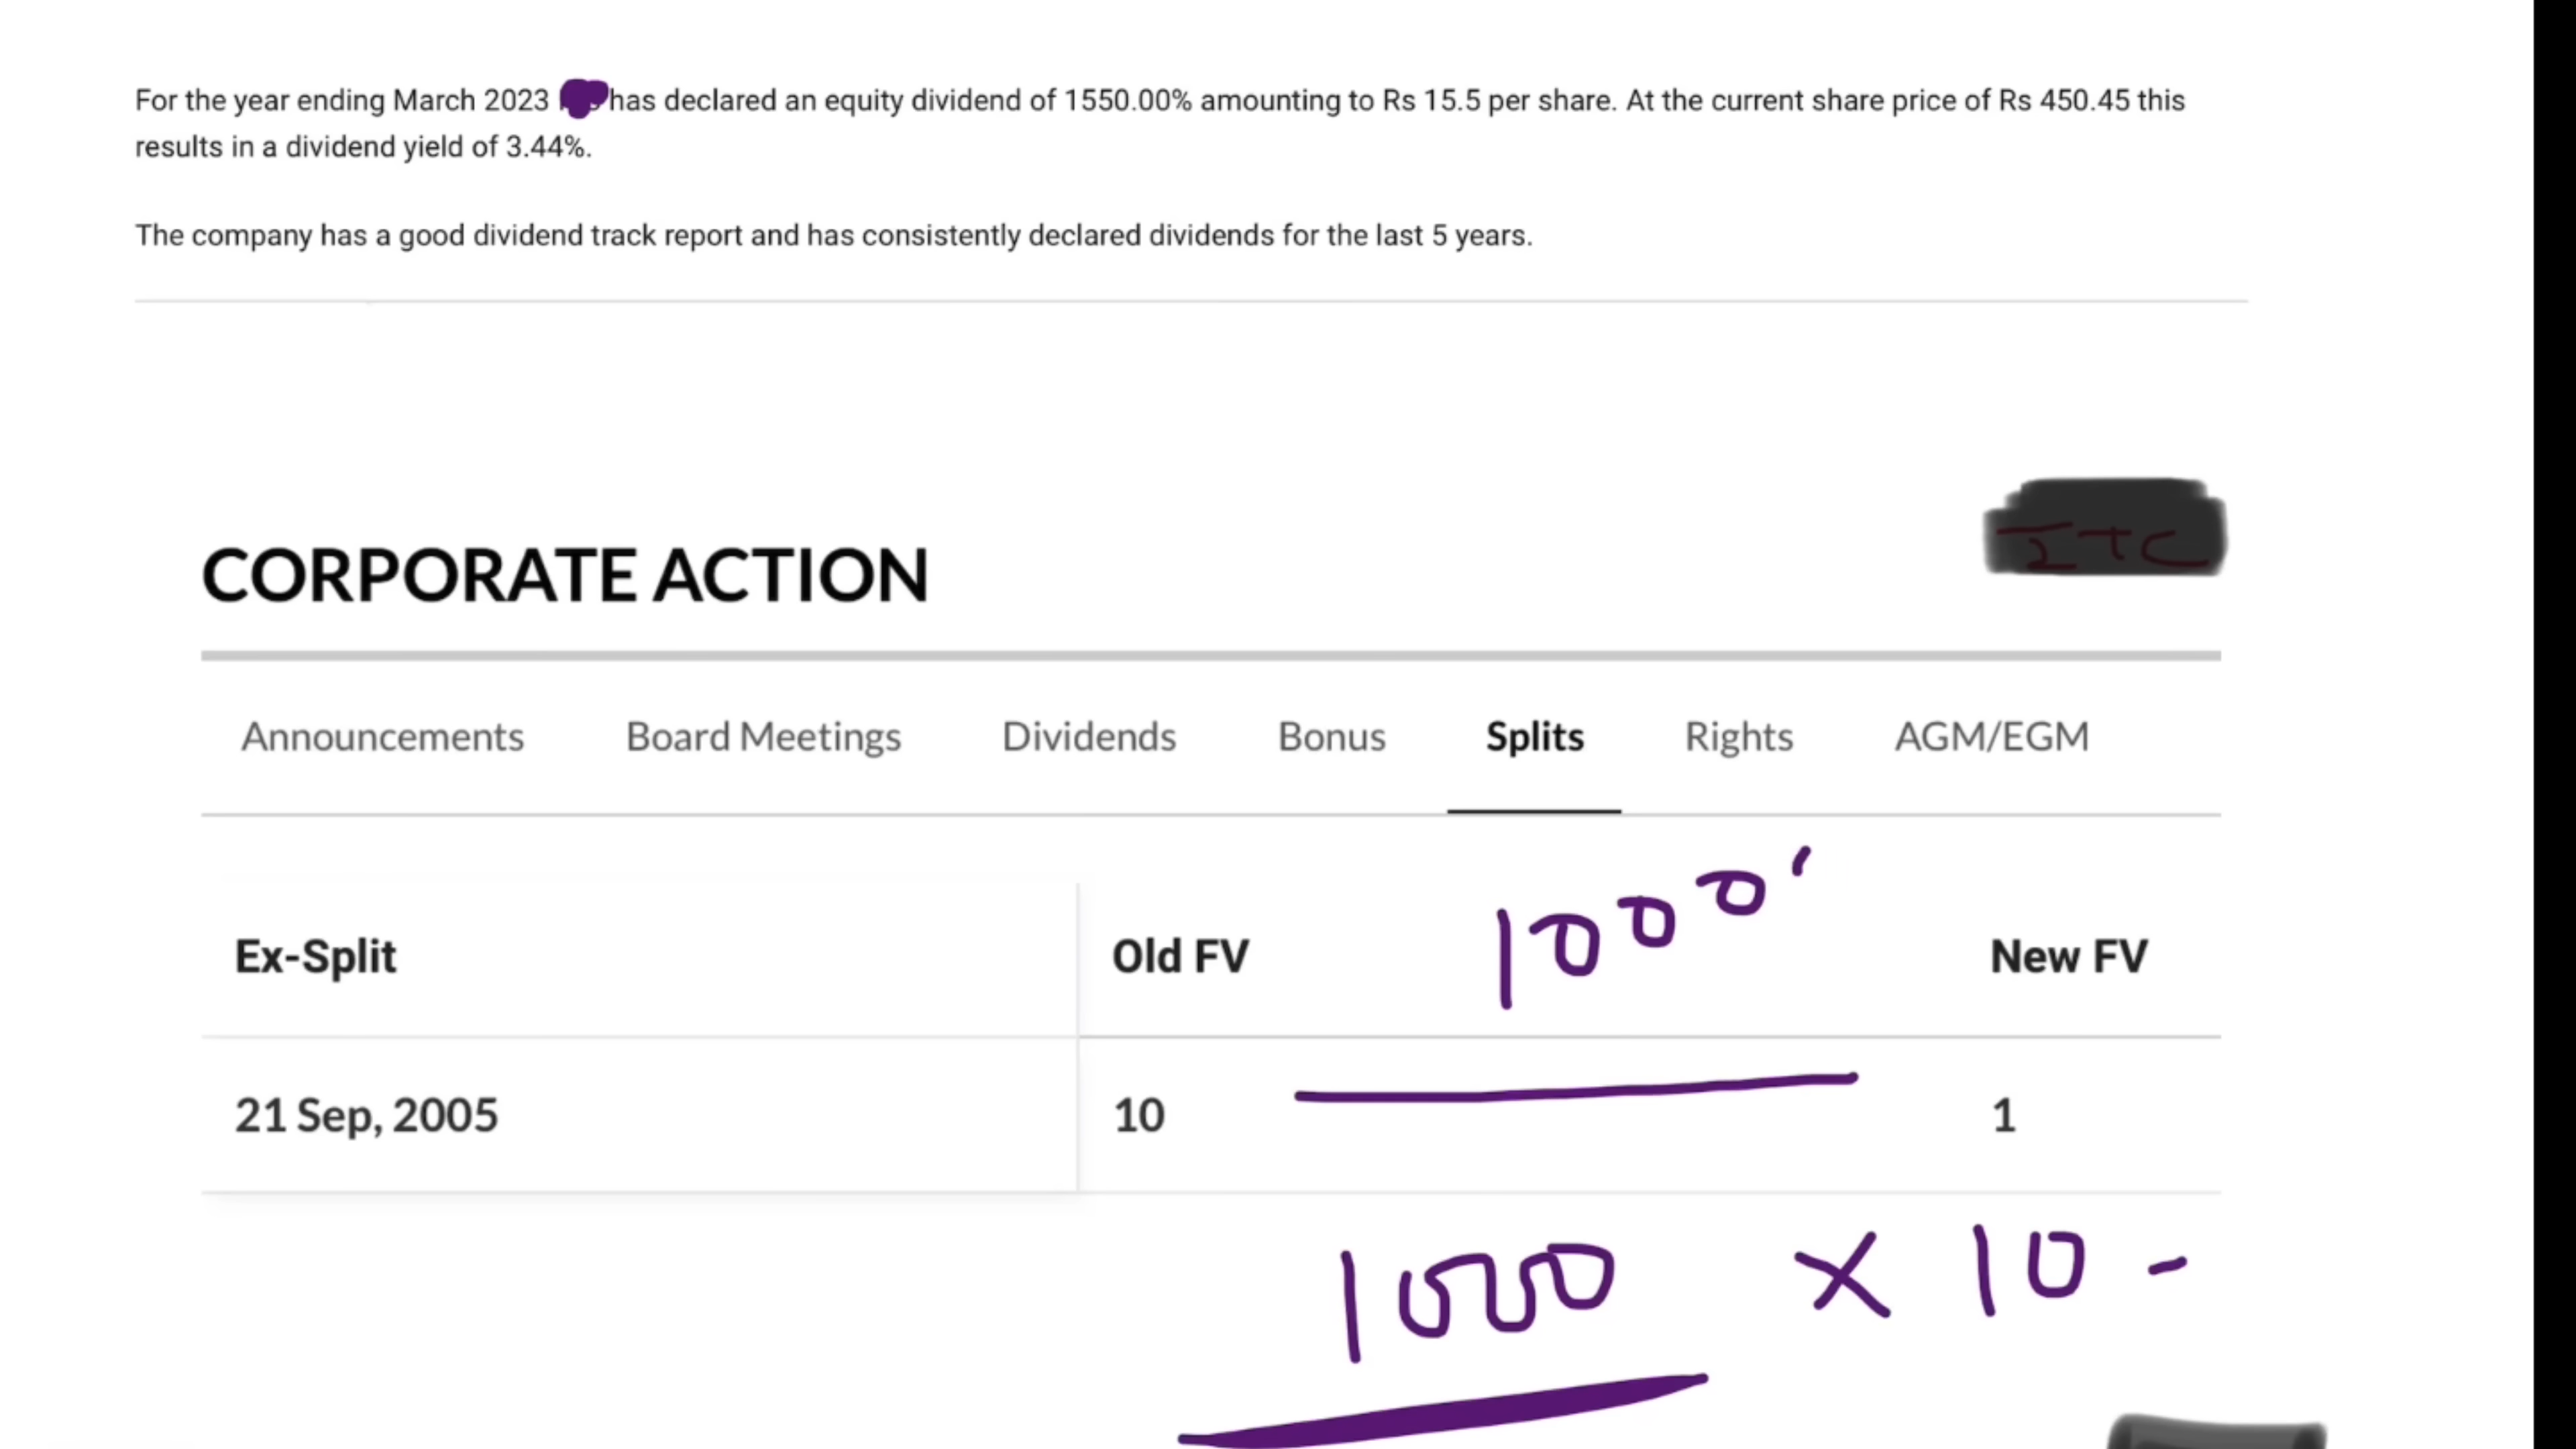 For the year ending March 2023 has declared an equity dividend of 1550.00% amounting to Rs 15.5 per share. At the current share price of Rs 450.45 this
results in a dividend yield of 3.44%.
The company has a good dividend track report and has consistently declared dividends for the last 5 years.
ITC
CORPORATE ACTION
Announcements Board Meetings Dividends Bonus Splits Rights AGM/EGM
1000
Ex-Split Old FV New FV
21 Sep, 2005 10 1
1000 x 10 -